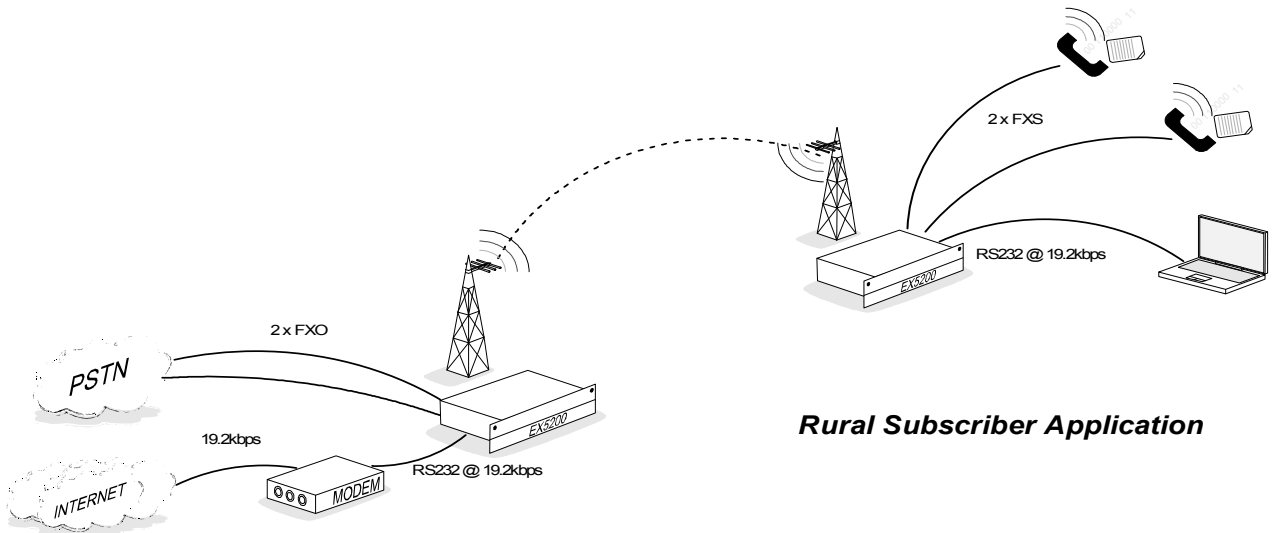 2 x FXS
RS232 @ 19.2kbps
EX5200
2 x FXO
PSTN
EX5200
Rural Subscriber Application
19.2kbps
RS232 @ 19.2kbps
MODEM
INTERNET